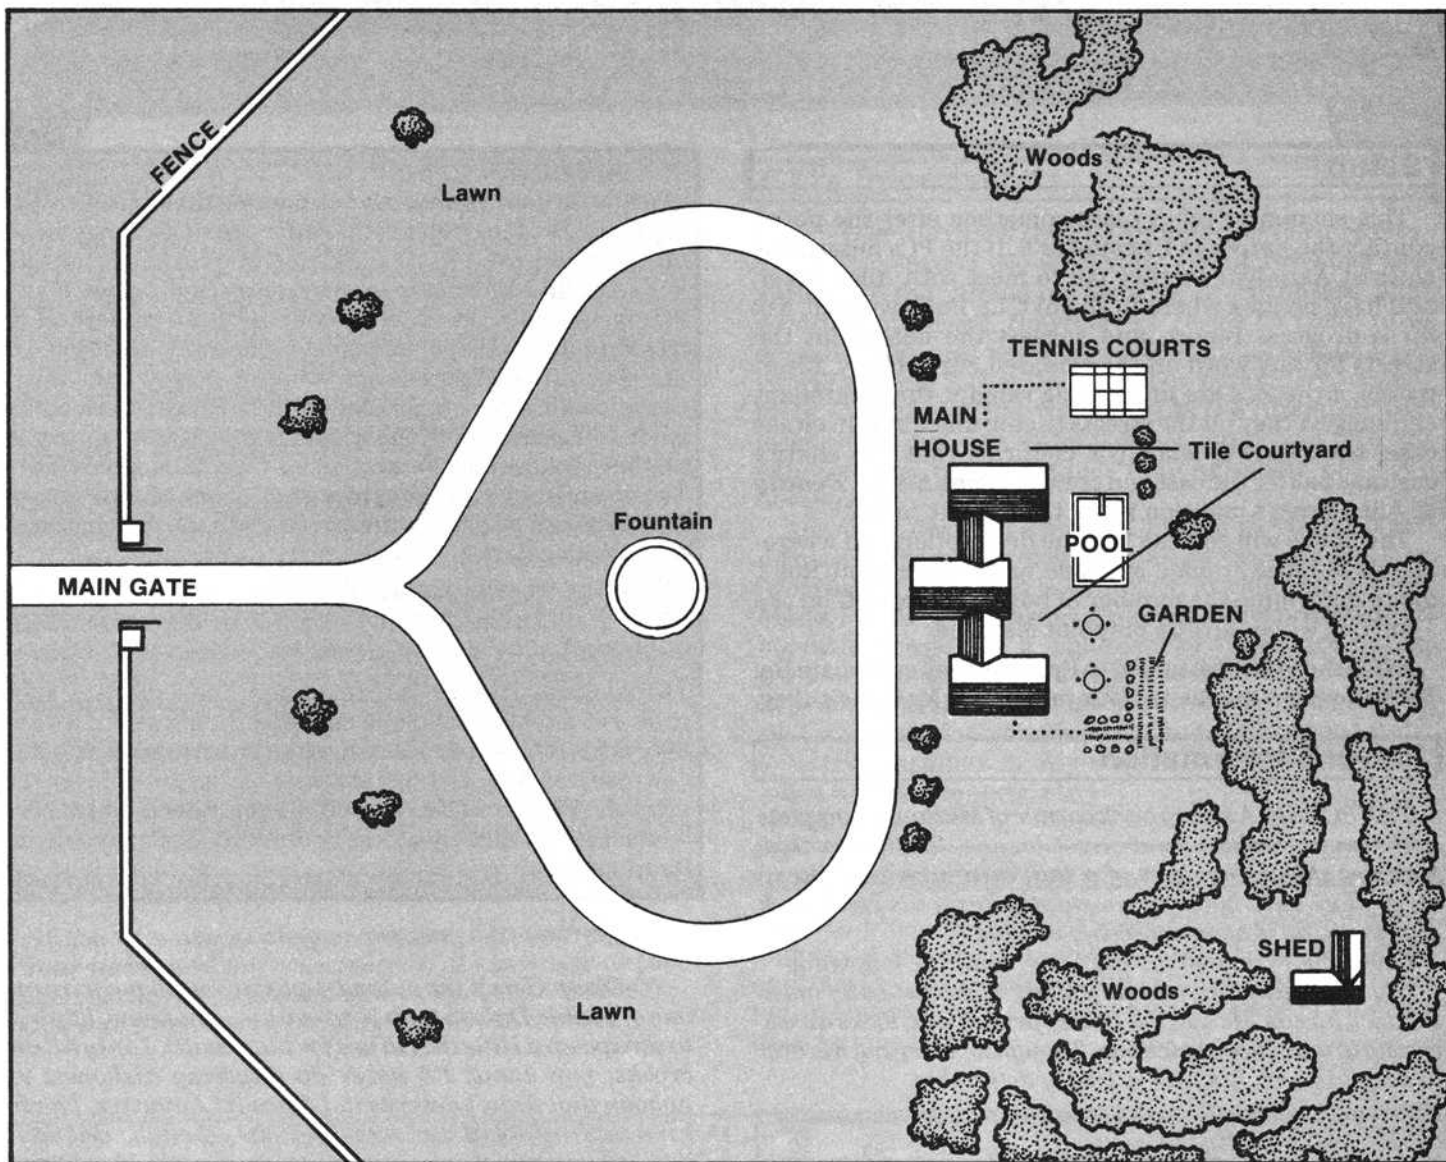 FENCE
Lawn
Woods
TENNIS COURTS
MAIN
HOUSE
Tile Courtyard
Fountain
POOL
MAIN GATE
GARDEN
SHED
Woods
Lawn